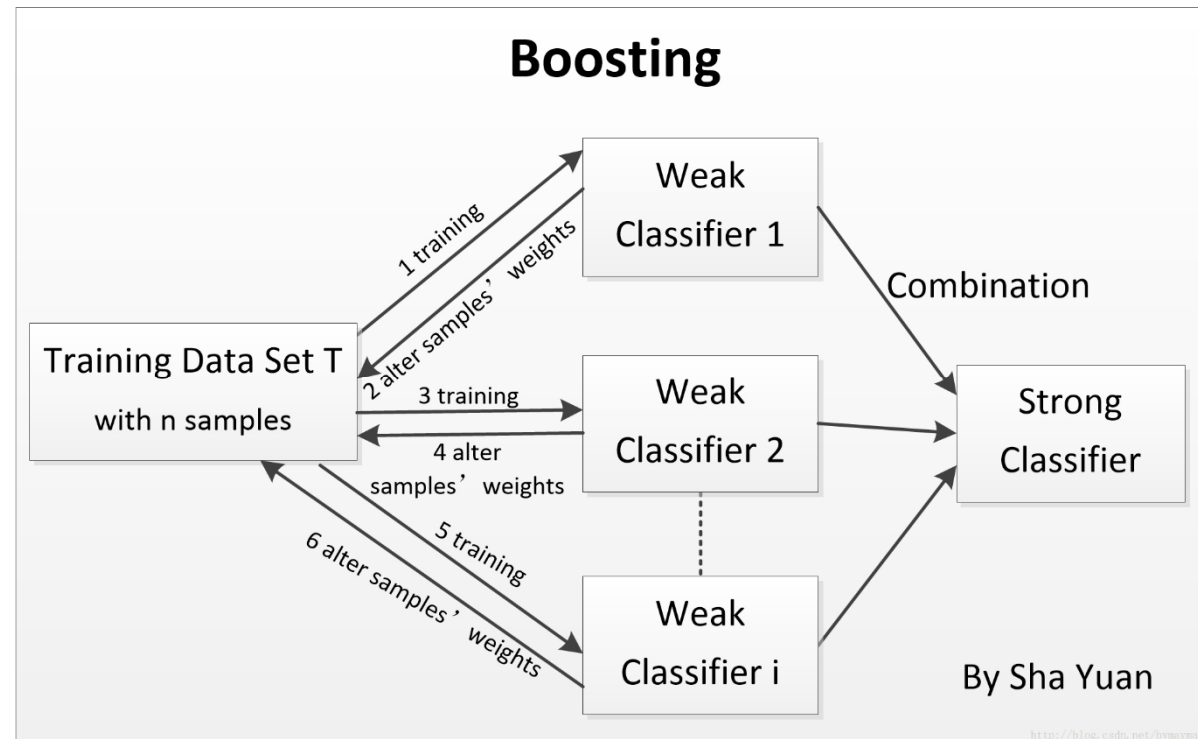 Boosting
Weak
Classifier 1
1 training
2 alter samples’ weights
Combination
Training Data Set T
with n samples
3 training
4 alter
samples’ weights
Weak
Classifier 2
Strong
Classifier
5 training
6 alter samples’ weights
Weak
Classifier i
By Sha Yuan